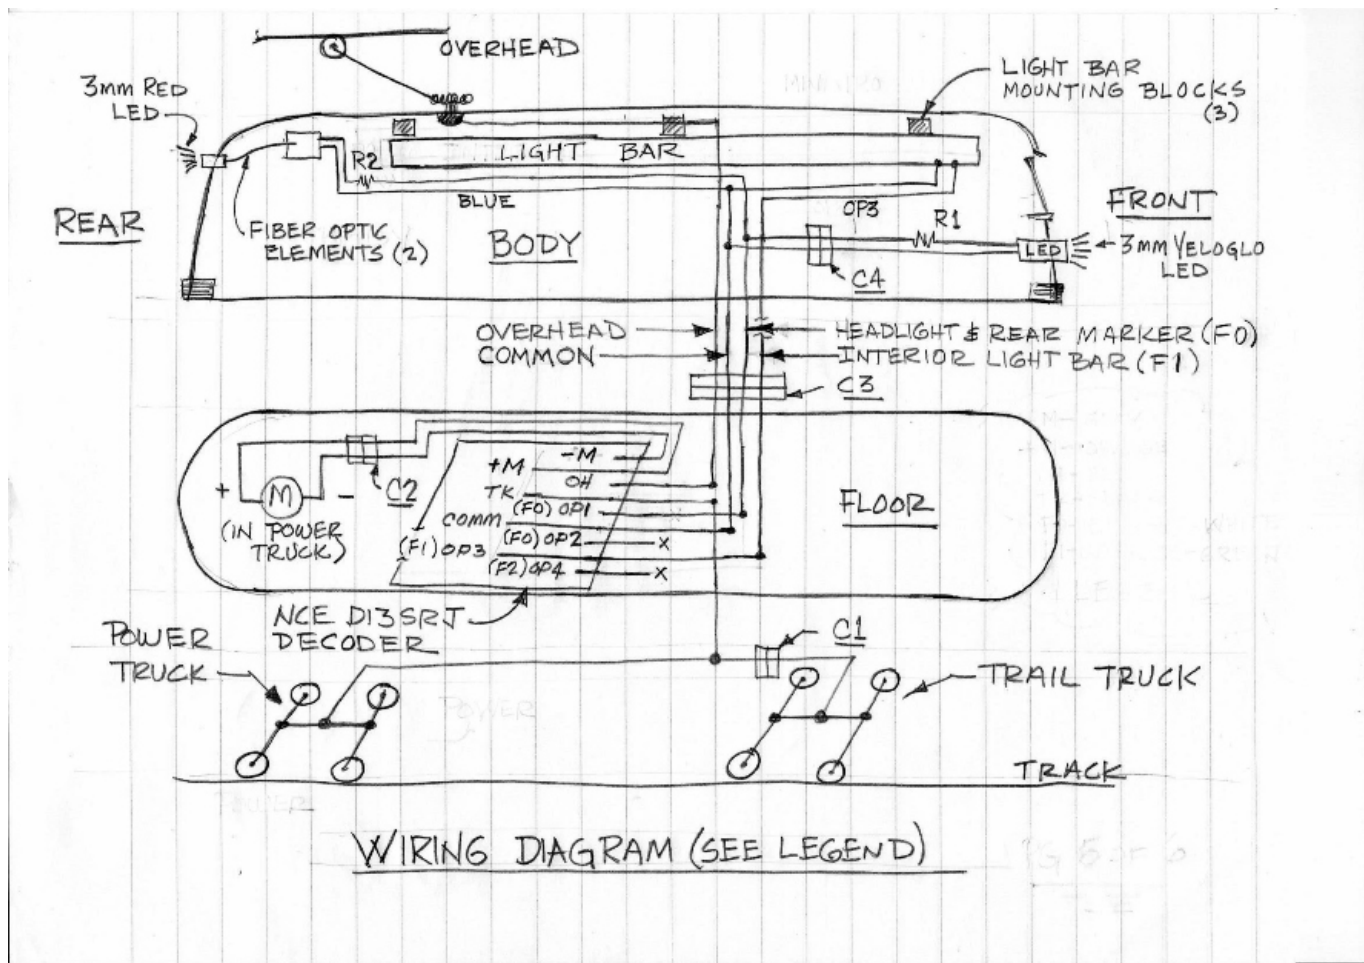 OVERHEAD
3mm RED
LED
LIGHT BAR
MOUNTING BLOCKS
(3)
LIGHT BAR
R2
BLUE
REAR
FIBER OPTIC
ELEMENTS (2)
BODY
OP3
R1
FRONT
LED
3mm YELOGLO
LED
C4
OVERHEAD
COMMON
HEADLIGHT & REAR MARKER (F0)
INTERIOR LIGHT BAR (F1)
C3
+
M
-
(IN POWER
TRUCK)
C2
-M
+M
OH
TK
(F0) OP1
COMM
(F0) OP2
X
(F1) OP3
(F2) OP4
X
FLOOR
NCE D13SRJ
DECODER
POWER
TRUCK
C1
TRAIL TRUCK
TRACK
WIRING DIAGRAM (SEE LEGEND)